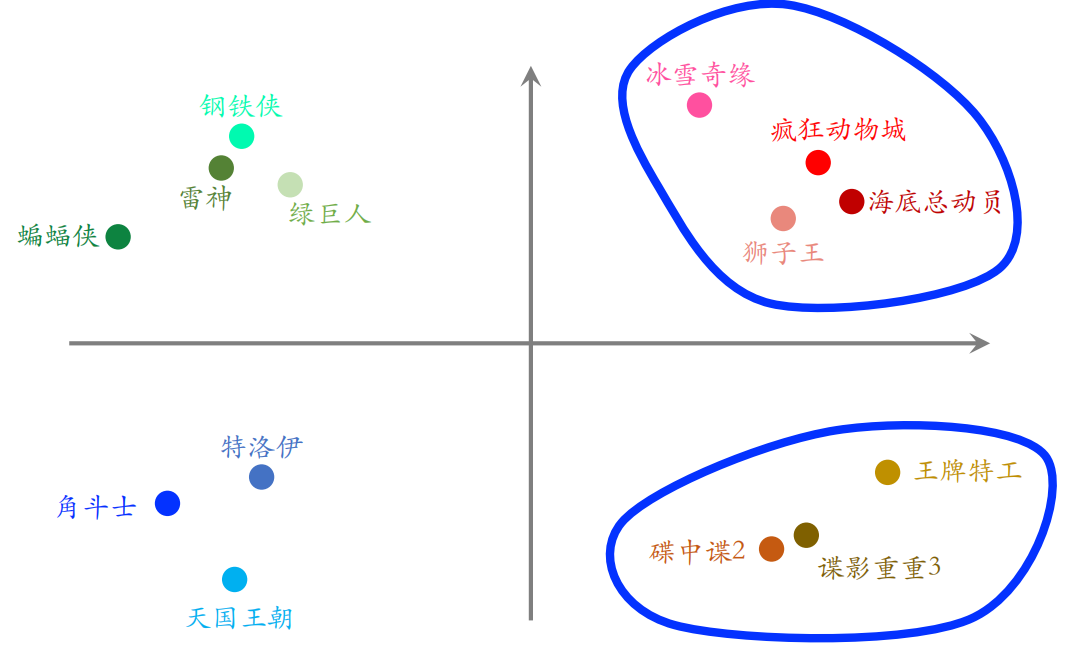 冰雪奇缘
钢铁侠
疯狂动物城
雷神
海底总动员
绿巨人
蝙蝠侠
狮子王
特洛伊
王牌特工
角斗士
碟中谍2
谍影重重3
天国王朝